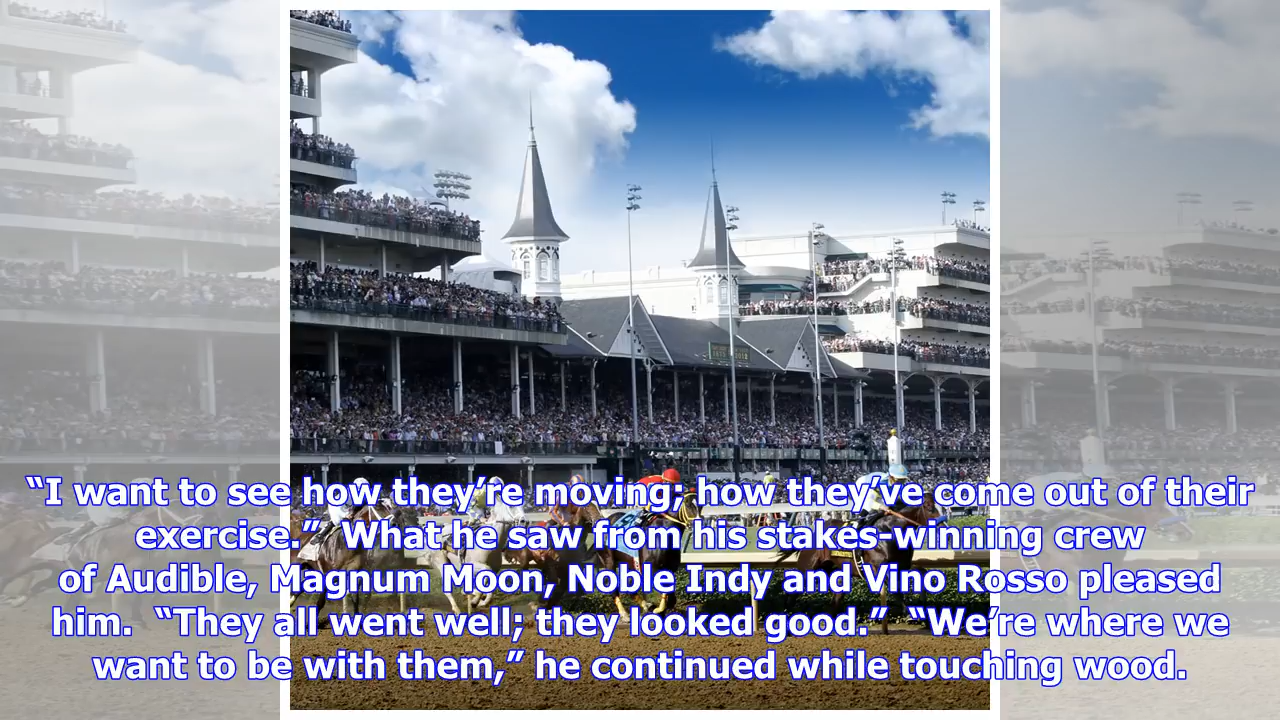 “I want to see how they’re moving; how they’ve come out of their
exercise.”  What he saw from his stakes-winning crew
of Audible, Magnum Moon, Noble Indy and Vino Rosso pleased
him.  “They all went well; they looked good.”  “We’re where we
want to be with them,” he continued while touching wood.